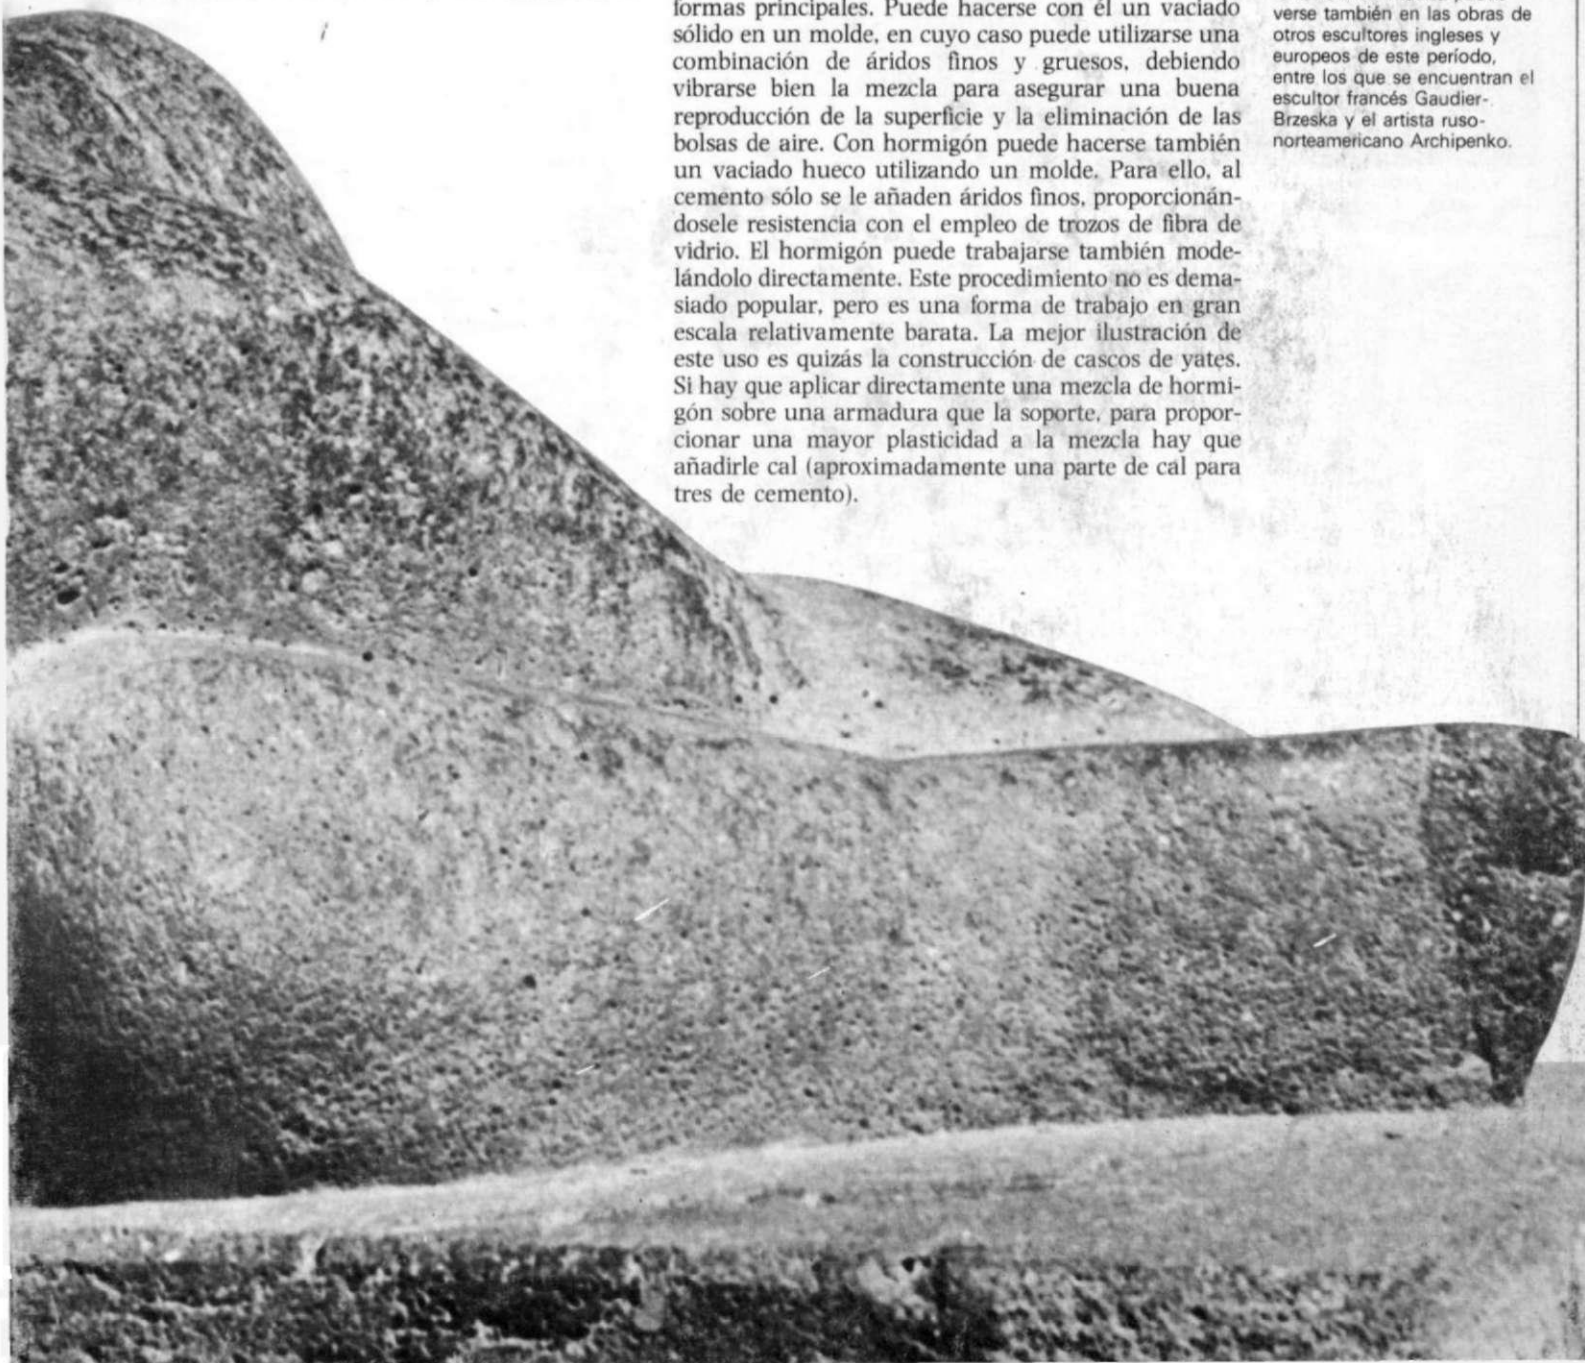 formas principales. Puede hacerse con él un vaciado
sólido en un molde, en cuyo caso puede utilizarse una
combinación de áridos finos y gruesos, debiendo
vibrarse bien la mezcla para asegurar una buena
reproducción de la superficie y la eliminación de las
bolsas de aire. Con hormigón puede hacerse también
un vaciado hueco utilizando un molde. Para ello, al
cemento sólo se le añaden áridos finos, proporcionán-
dosele resistencia con el empleo de trozos de fibra de
vidrio. El hormigón puede trabajarse también mode-
lándolo directamente. Este procedimiento no es dema-
siado popular, pero es una forma de trabajo en gran
escala relativamente barata. La mejor ilustración de
este uso es quizás la construcción de cascos de yates.
Si hay que aplicar directamente una mezcla de hormi-
gón sobre una armadura que la soporte, para propor-
cionar una mayor plasticidad a la mezcla hay que
añadirle cal (aproximadamente una parte de cal para
tres de cemento).
verse también en las obras de
otros escultores ingleses y
europeos de este período,
entre los que se encuentran el
escultor francés Gaudier-
Brzeska y el artista ruso-
norteamericano Archipenko.